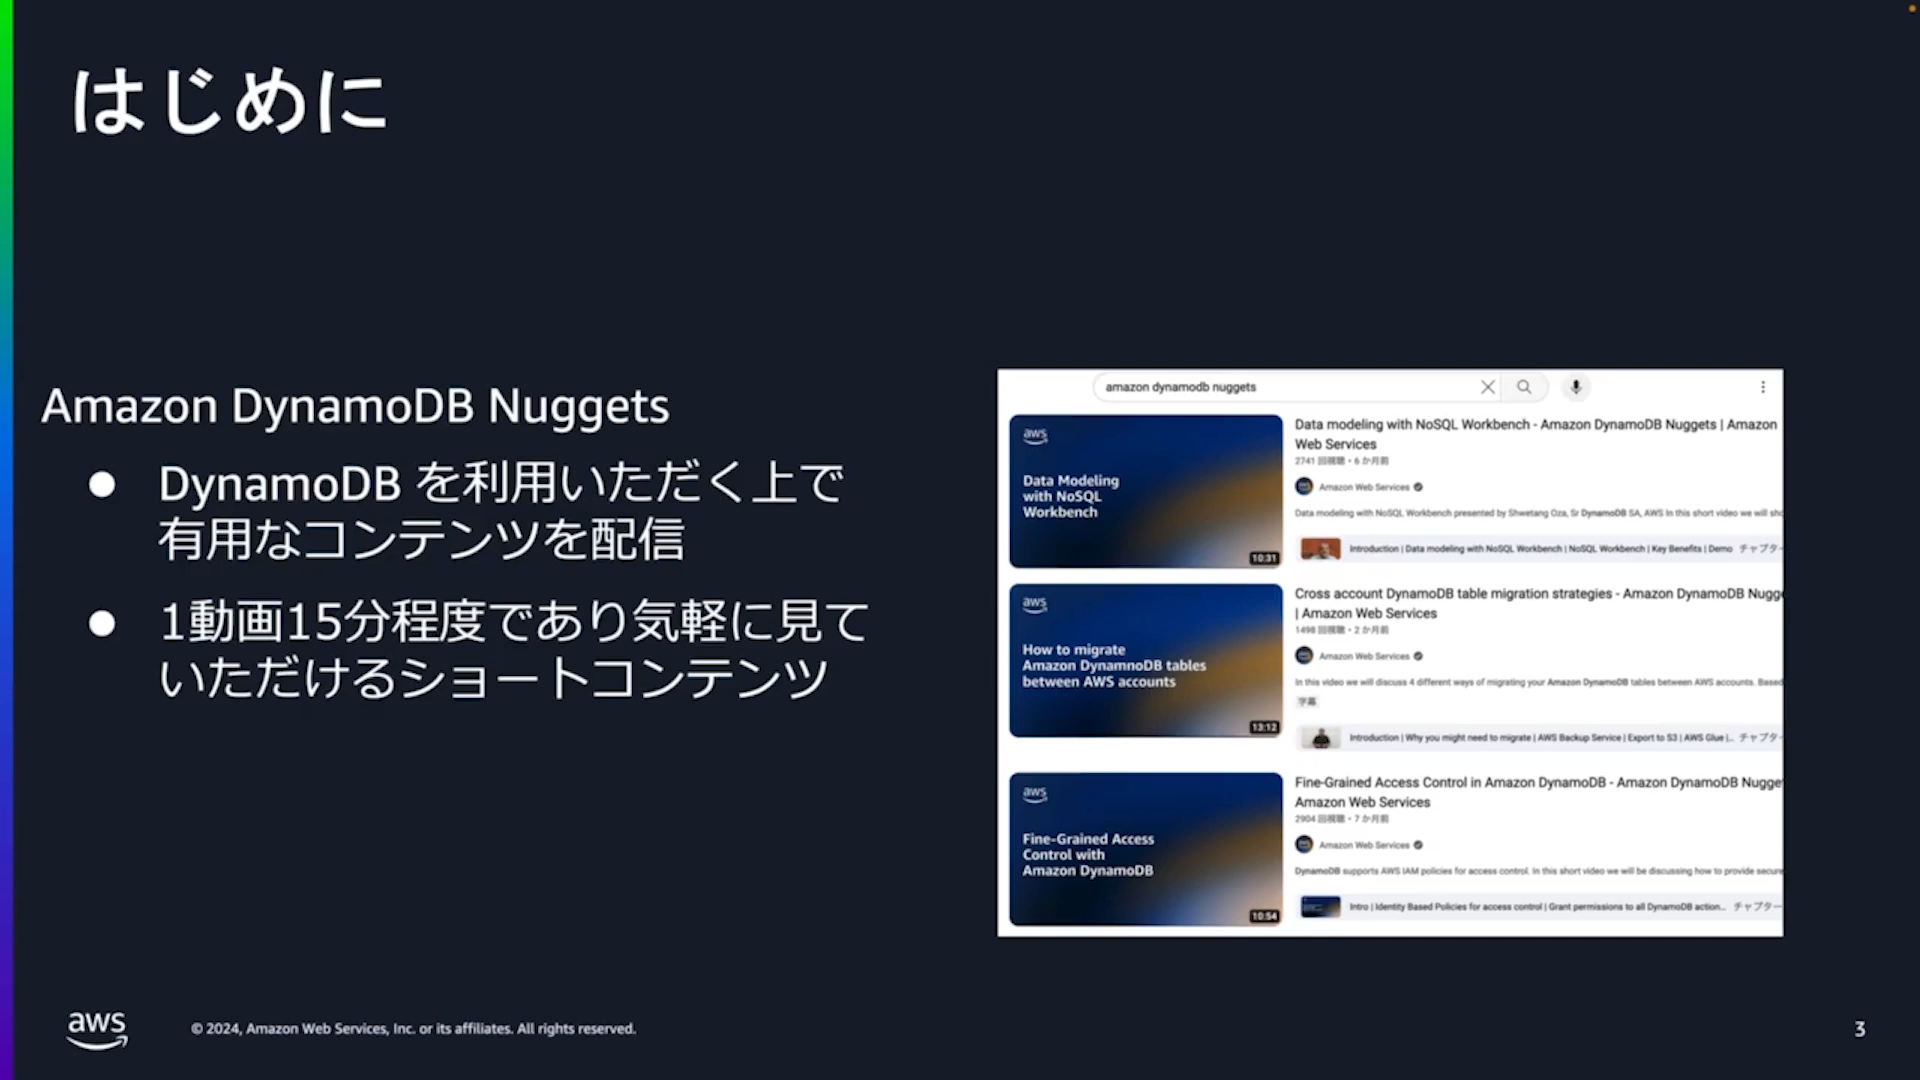 はじめに
Amazon DynamoDB Nuggets
● DynamoDB を利用いただく上で
有用なコンテンツを配信
● 1動画15分程度であり気軽に見て
いただけるショートコンテンツ
amazon dynamodb nuggets
aws
Data Modeling
with NoSQL
Workbench
10:31
Data modeling with NoSQL Workbench - Amazon DynamoDB Nuggets | Amazon
Web Services
2741 回視聴・6 か月前
Amazon Web Services
Data modeling with NoSQL Workbench presented by Shwetang Oza, Sr DynamoDB SA, AWS In this short video we will sho
Introduction | Data modeling with NoSQL Workbench | NoSQL Workbench | Key Benefits | Demo チャプター
aws
How to migrate
Amazon DynamnoDB tables
between AWS accounts
13:12
Cross account DynamoDB table migration strategies - Amazon DynamoDB Nugge
| Amazon Web Services
1498 回視聴・2 か月前
Amazon Web Services
In this video we will discuss 4 different ways of migrating your Amazon DynamoDB tables between AWS accounts. Based
字幕
Introduction | Why you might need to migrate | AWS Backup Service | Export to S3 | AWS Glue |... チャプター
aws
Fine-Grained Access
Control with
Amazon DynamoDB
10:54
Fine-Grained Access Control in Amazon DynamoDB - Amazon DynamoDB Nugge
Amazon Web Services
2904 回視聴・7 か月前
Amazon Web Services
DynamoDB supports AWS IAM policies for access control. In this short video we will be discussing how to provide secure
Intro | Identity Based Policies for access control | Grant permissions to all DynamoDB action... チャプター
aws
© 2024, Amazon Web Services, Inc. or its affiliates. All rights reserved.
3